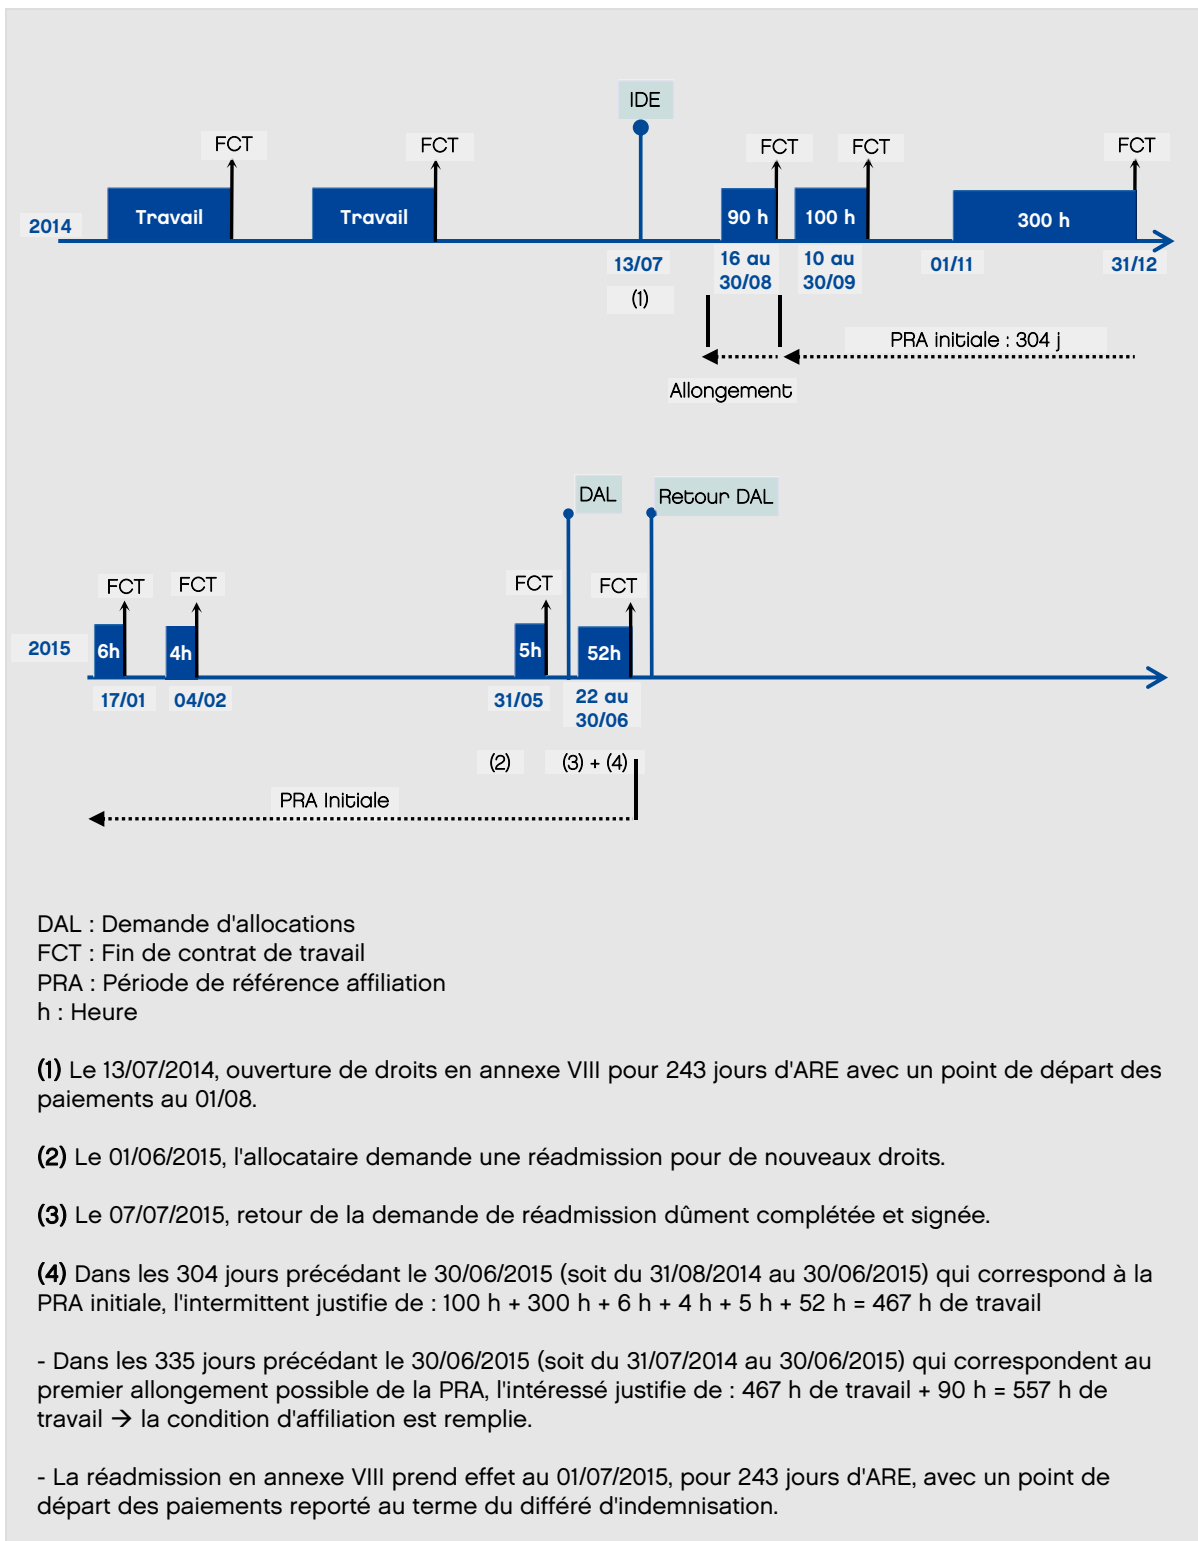 IDE
FCT
FCT
FCT
FCT
FCT
2014
Travail
Travail
90 h
100 h
300 h
13/07
16 au
30/08
10 au
30/09
01/11
31/12
(1)
PRA initiale : 304 j
Allongement
DAL
Retour DAL
FCT
FCT
FCT
FCT
2015
6h
4h
5h
52h
17/01
04/02
31/05
22 au
30/06
(2)
(3) + (4)
PRA Initiale
DAL : Demande d'allocations
FCT : Fin de contrat de travail
PRA : Période de référence affiliation
h : Heure
(1) Le 13/07/2014, ouverture de droits en annexe VIII pour 243 jours d'ARE avec un point de départ des
paiements au 01/08.
(2) Le 01/06/2015, l'allocataire demande une réadmission pour de nouveaux droits.
(3) Le 07/07/2015, retour de la demande de réadmission dûment complétée et signée.
(4) Dans les 304 jours précédant le 30/06/2015 (soit du 31/08/2014 au 30/06/2015) qui correspond à la
PRA initiale, l'intermittent justifie de : 100 h + 300 h + 6 h + 4 h + 5 h + 52 h = 467 h de travail
- Dans les 335 jours précédant le 30/06/2015 (soit du 31/07/2014 au 30/06/2015) qui correspondent au
premier allongement possible de la PRA, l'intéressé justifie de : 467 h de travail + 90 h = 557 h de
travail → la condition d'affiliation est remplie.
- La réadmission en annexe VIII prend effet au 01/07/2015, pour 243 jours d'ARE, avec un point de
départ des paiements reporté au terme du différé d'indemnisation.